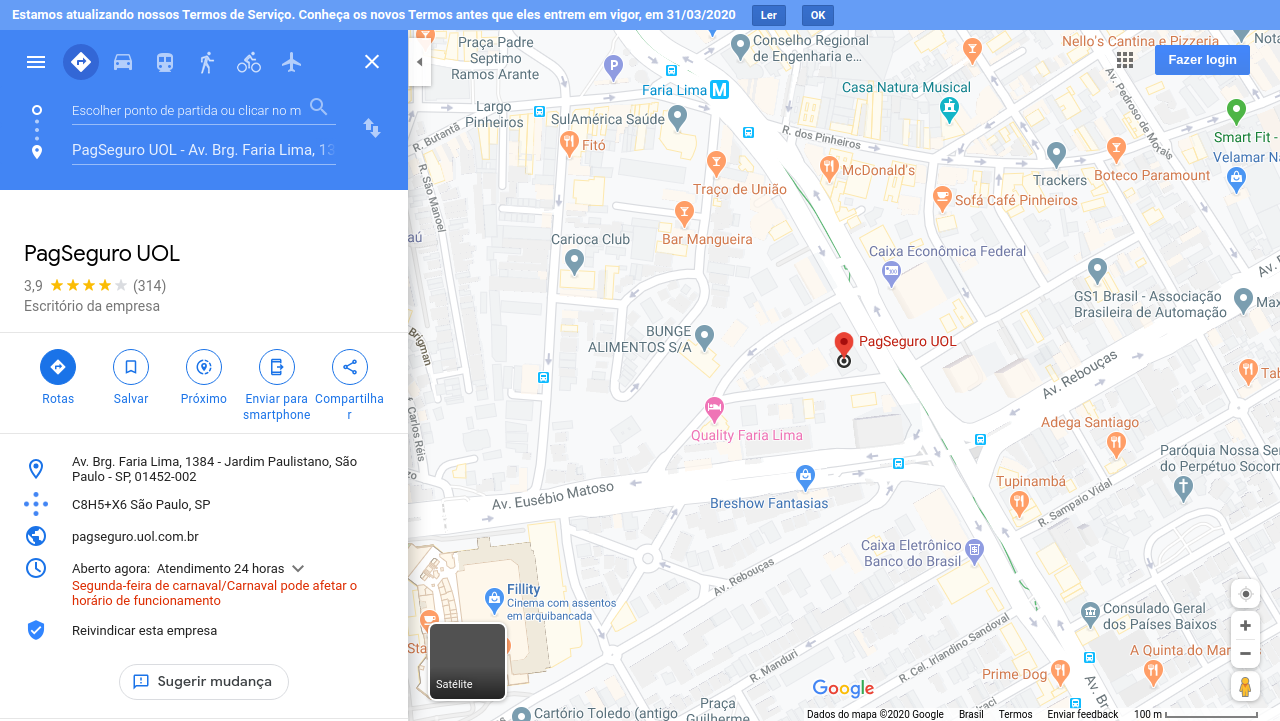 Estamos atualizando nossos Termos de Serviço. Conheça os novos Termos antes que eles entrem em vigor, em 31/03/2020
Ler
OK
Escolher ponto de partida ou clicar no m
PagSeguro UOL - Av. Brg. Faria Lima, 13
PagSeguro UOL
3,9
(314)
Escritório da empresa
Rotas
Salvar
Próximo
Enviar para
smartphone
Compartilha
r
Av. Brg. Faria Lima, 1384 - Jardim Paulistano, São
Paulo - SP, 01452-002
C8H5+X6 São Paulo, SP
pagseguro.uol.com.br
Aberto agora: Atendimento 24 horas
Segunda-feira de carnaval/Carnaval pode afetar o
horário de funcionamento
Reivindicar esta empresa
Sugerir mudança
Fazer login
Praça Padre
Septimo
Ramos Arante
Conselho Regional
de Engenharia e...
Nello's Cantina e Pizzeria
Nota
P
Faria Lima
M
Casa Natura Musical
Largo
Pinheiros
SulAmérica Saúde
R. Butantã
R. dos Pinheiros
Av. Pedroso de Morais
Smart Fit -
Fitó
Velamar Na
Traço de União
McDonald's
Trackers
Boteco Paramount
R. São Manoel
Sofá Café Pinheiros
aú
Carioca Club
Bar Mangueira
Caixa Econômica Federal
Av. Re
GS1 Brasil - Associação
Brasileira de Automação
Max
Brigman
BUNGE
ALIMENTOS S/A
PagSeguro UOL
Av. Rebouças
Tab
Carlos Reis
Quality Faria Lima
Adega Santiago
Paróquia Nossa Se
do Perpétuo Socorr
Av. Eusébio Matoso
Breshow Fantasias
Tupinambá
R. Sampaio Vidal
Caixa Eletrônico
Banco do Brasil
Av. Rebouças
Fillity
Cinema com assentos
em arquibancada
Consulado Geral
dos Países Baixos
Sta
R. Cel. Irlandino Sandoval
A Quinta do Mar
R. Manduri
Prime Dog
Av. Br
Satélite
Google
Cartório Toledo (antigo
Praça
Guilherme
Dados do mapa ©2020 Google
Brasil
Termos
Enviar feedback
100 m